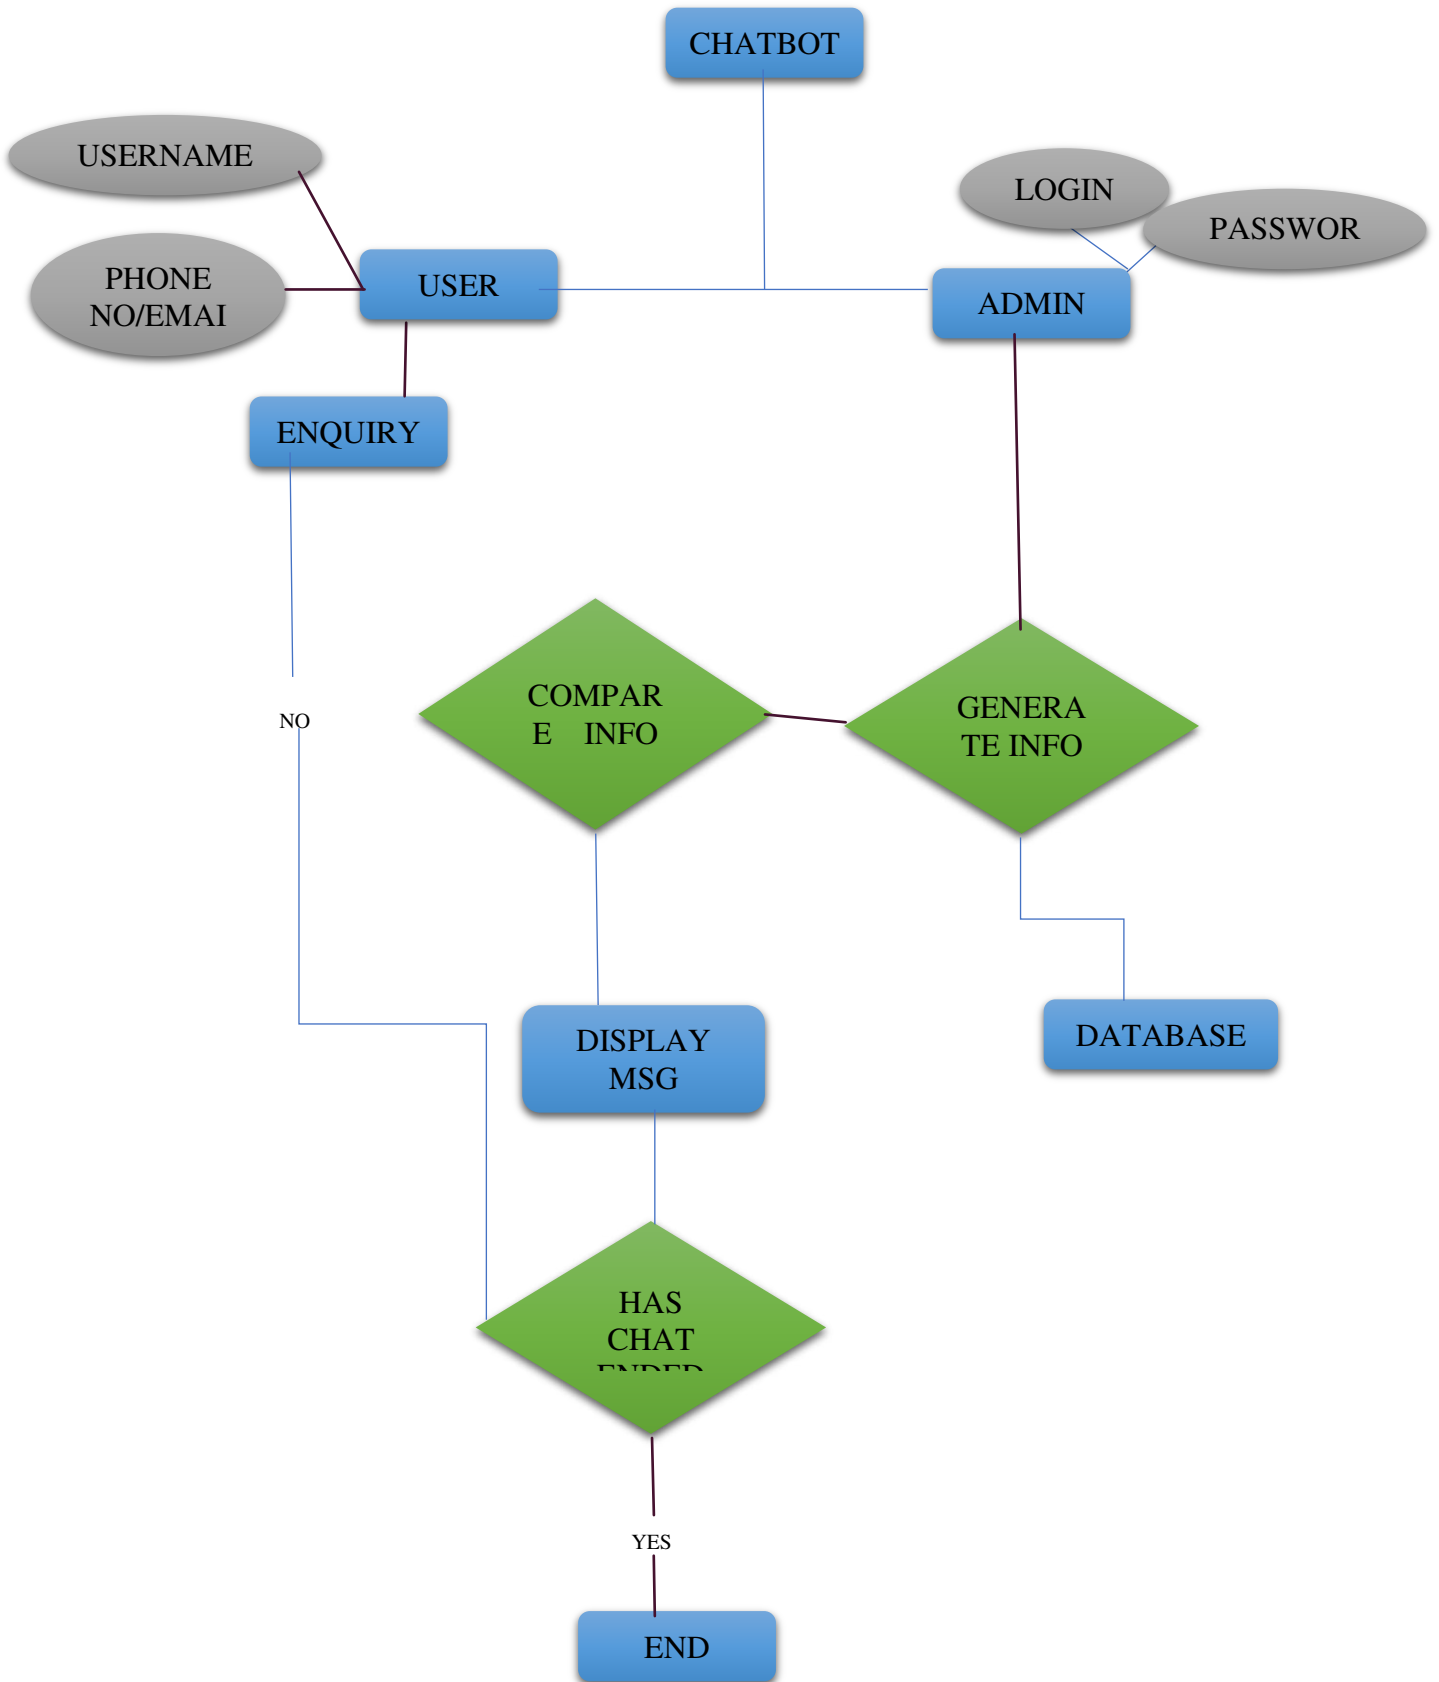 CHATBOT
USERNAME
LOGIN
PASSWOR
PHONE
NO/EMAI
USER
ADMIN
ENQUIRY
COMPAR
E INFO
GENERA
TE INFO
NO
DISPLAY
MSG
DATABASE
HAS
CHAT
ENDED
YES
END